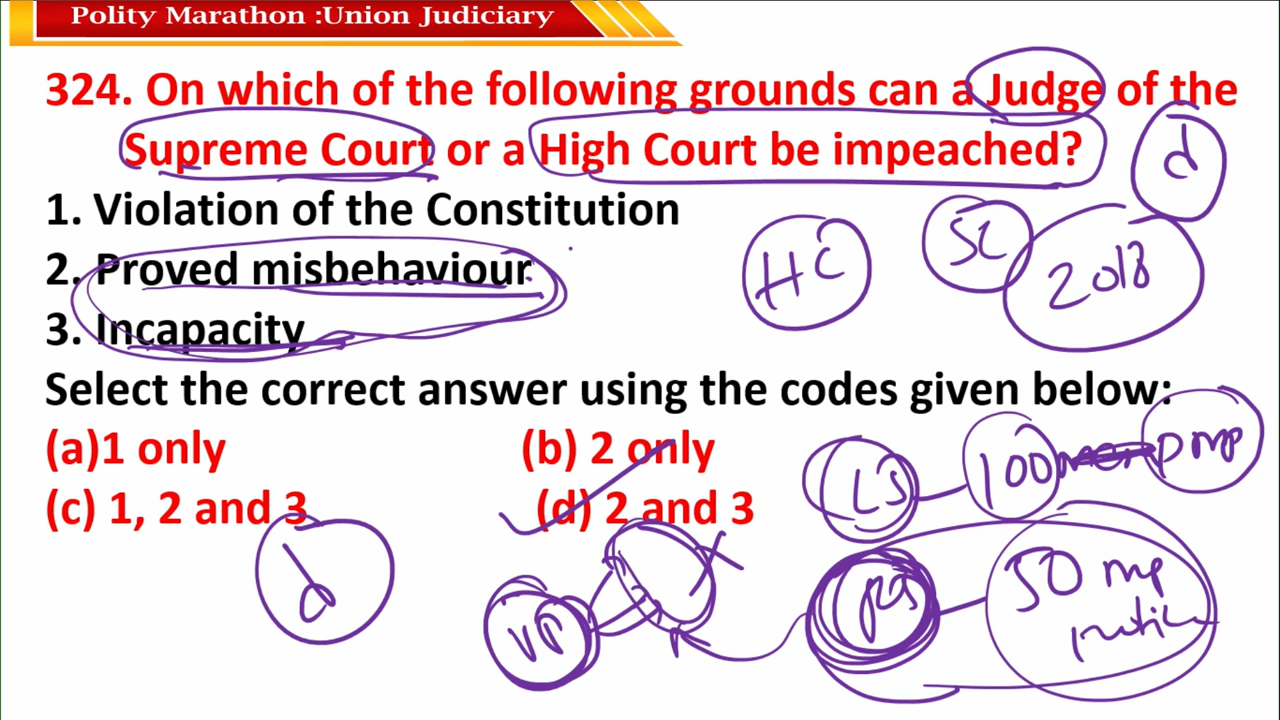 Polity Marathon :Union Judiciary
324. On which of the following grounds can a Judge of the
Supreme Court or a High Court be impeached?
d
1. Violation of the Constitution
HC
SC
2018
2. Proved misbehaviour
3. Incapacity
Select the correct answer using the codes given below:
(a)1 only (b) 2 only
(c) 1, 2 and 3 (d) 2 and 3
LS 100 mp
d
VP
RS 50 mp